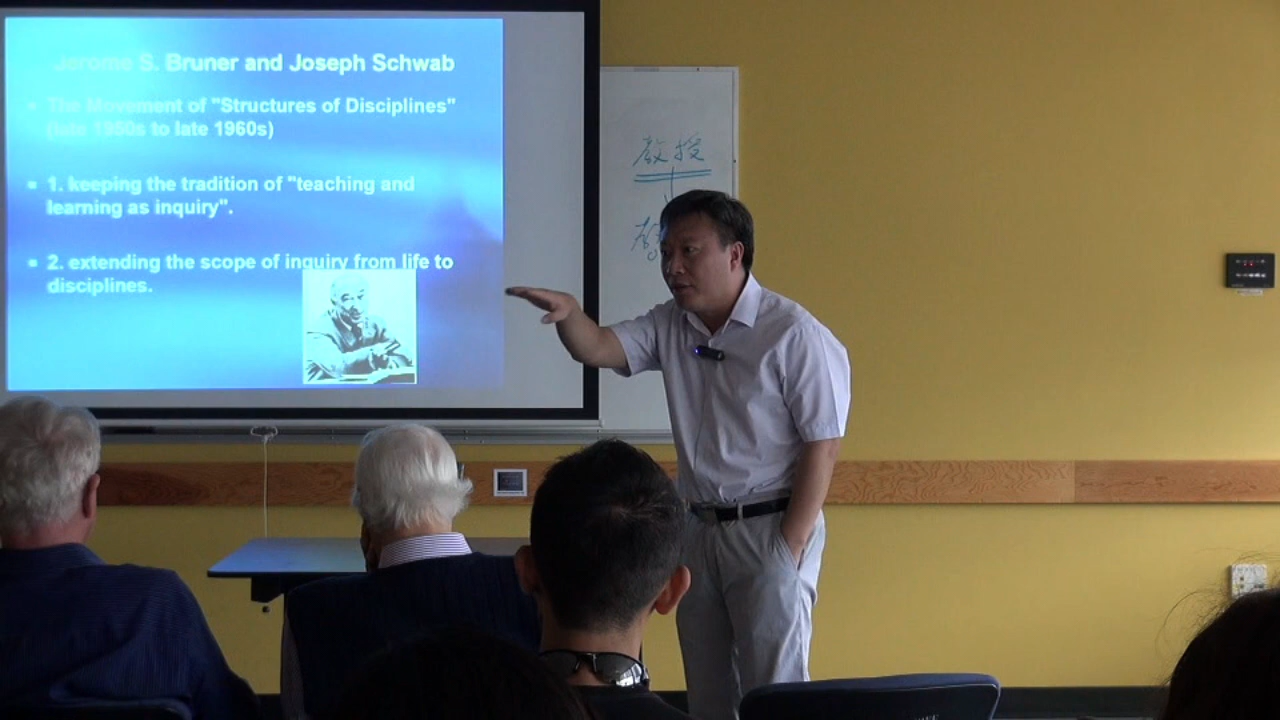 Jerome S. Bruner and Joseph Schwab
The Movement of "Structures of Disciplines"
(late 1950s to late 1960s)
1. keeping the tradition of "teaching and
learning as inquiry".
2. extending the scope of inquiry from life to
disciplines.
教授